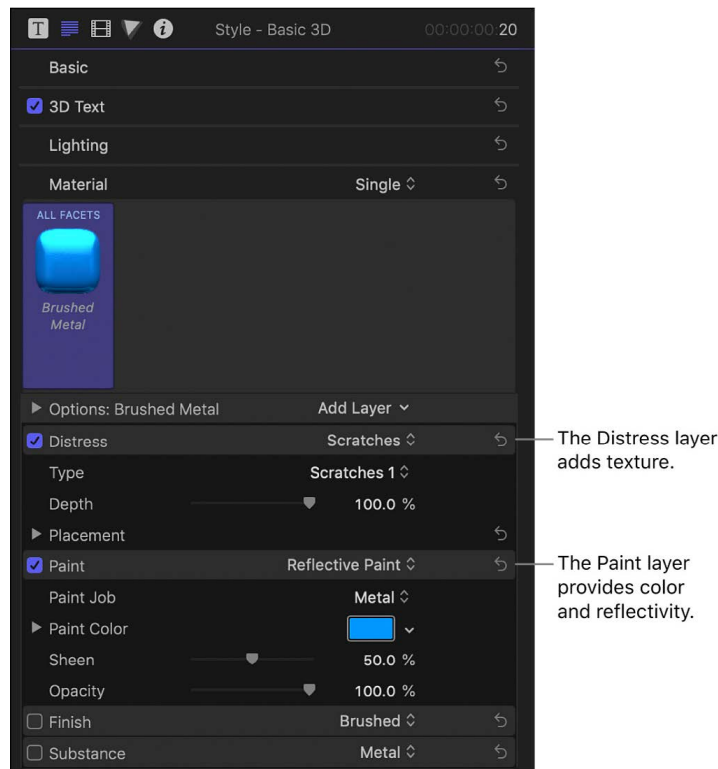 T i Style - Basic 3D 00:00:00:20
Basic
3D Text
Lighting
Material Single
ALL FACETS
Brushed
Metal
Options: Brushed Metal Add Layer
Distress Scratches
The Distress layer
adds texture.
Type Scratches 1
Depth 100.0 %
Placement
Paint Reflective Paint
The Paint layer
provides color
and reflectivity.
Paint Job Metal
Paint Color
Sheen 50.0 %
Opacity 100.0 %
Finish Brushed
Substance Metal